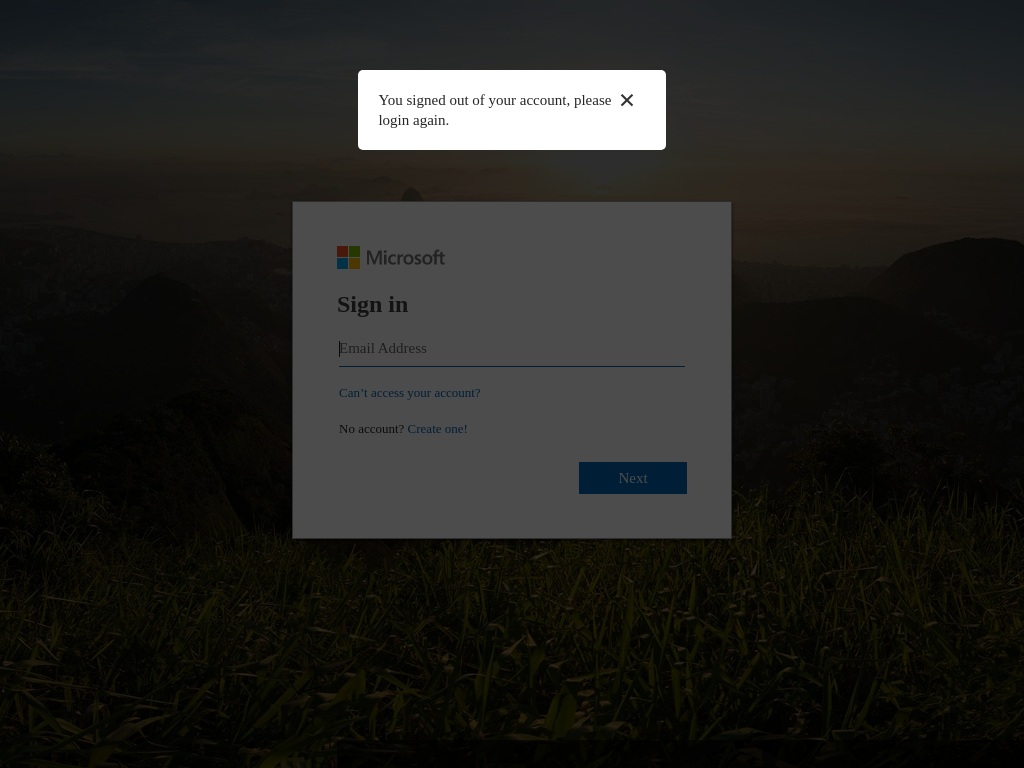 You signed out of your account, please
login again.
Microsoft
Sign in
Email Address
Can’t access your account?
No account? Create one!
Next